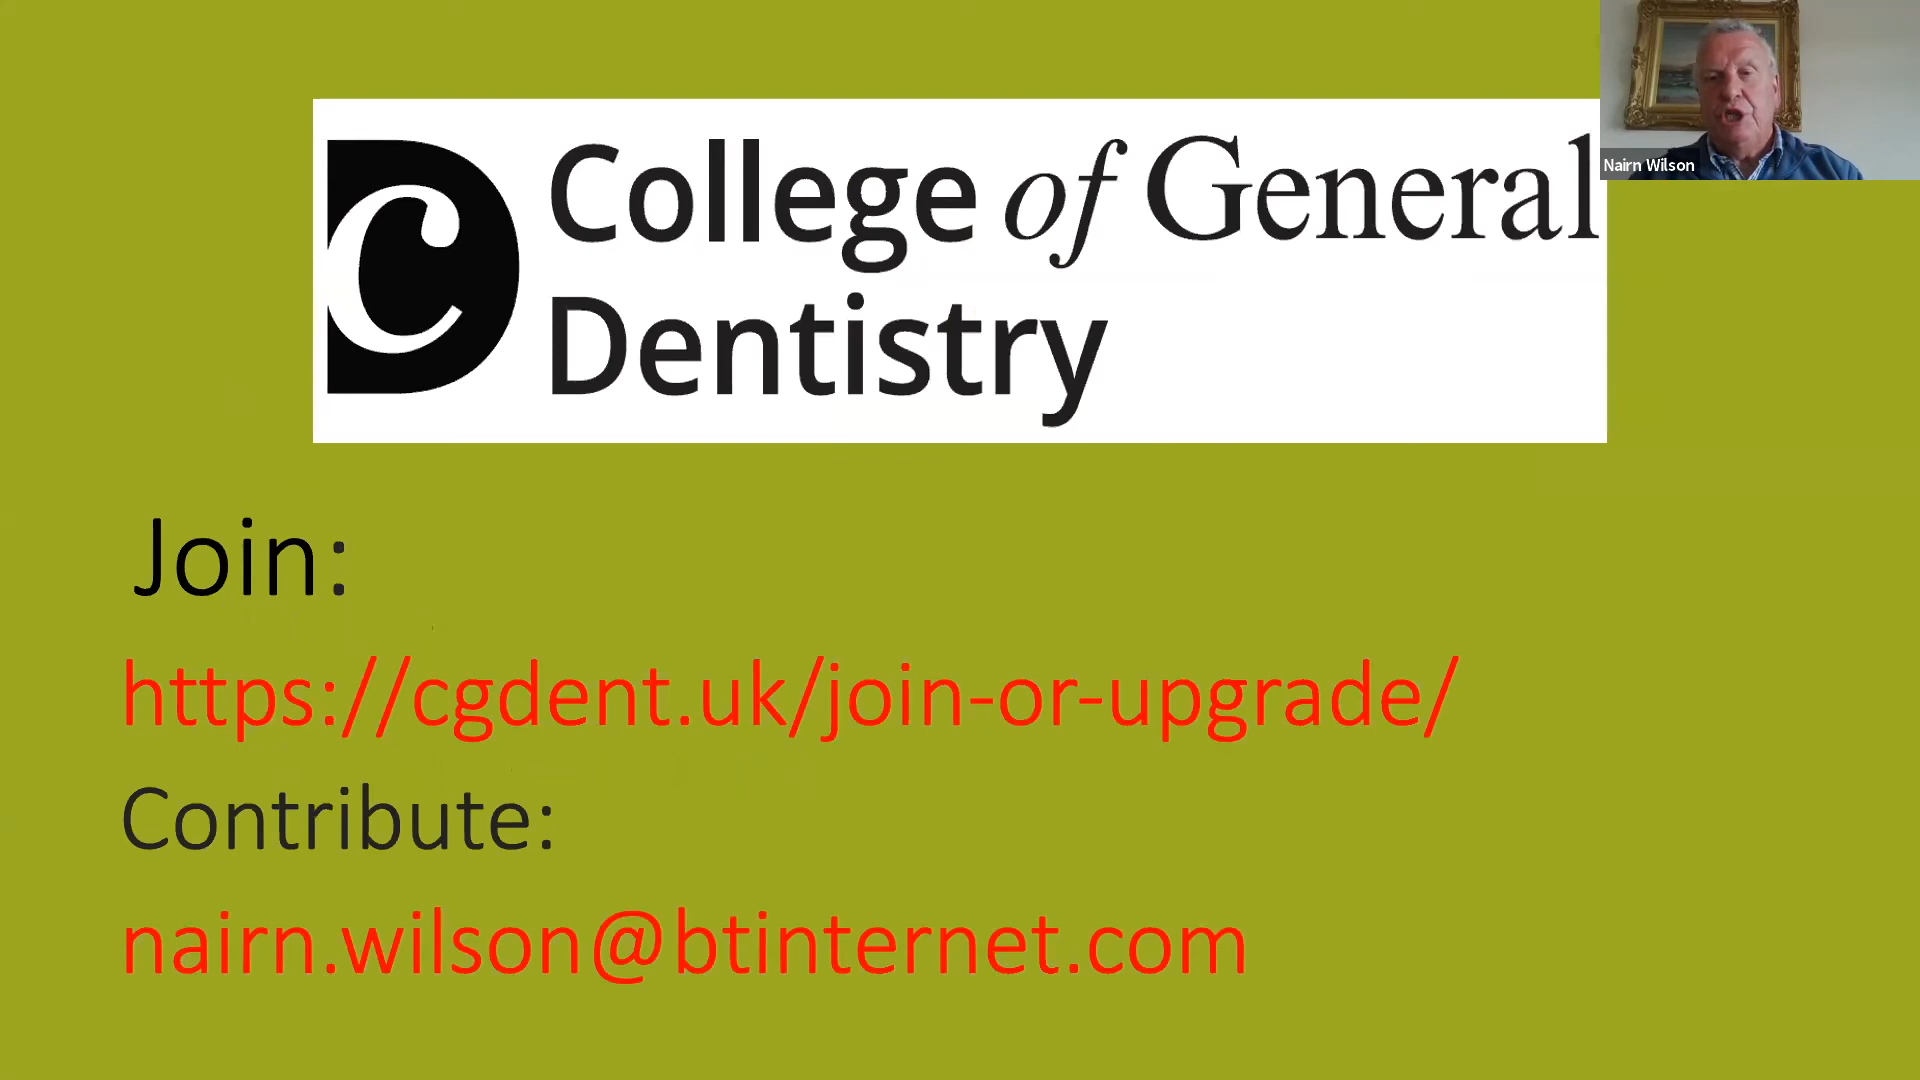 College of General
Dentistry
Nairn Wilson
Join:
https://cgdent.uk/join-or-upgrade/
Contribute:
nairn.wilson@btinternet.com